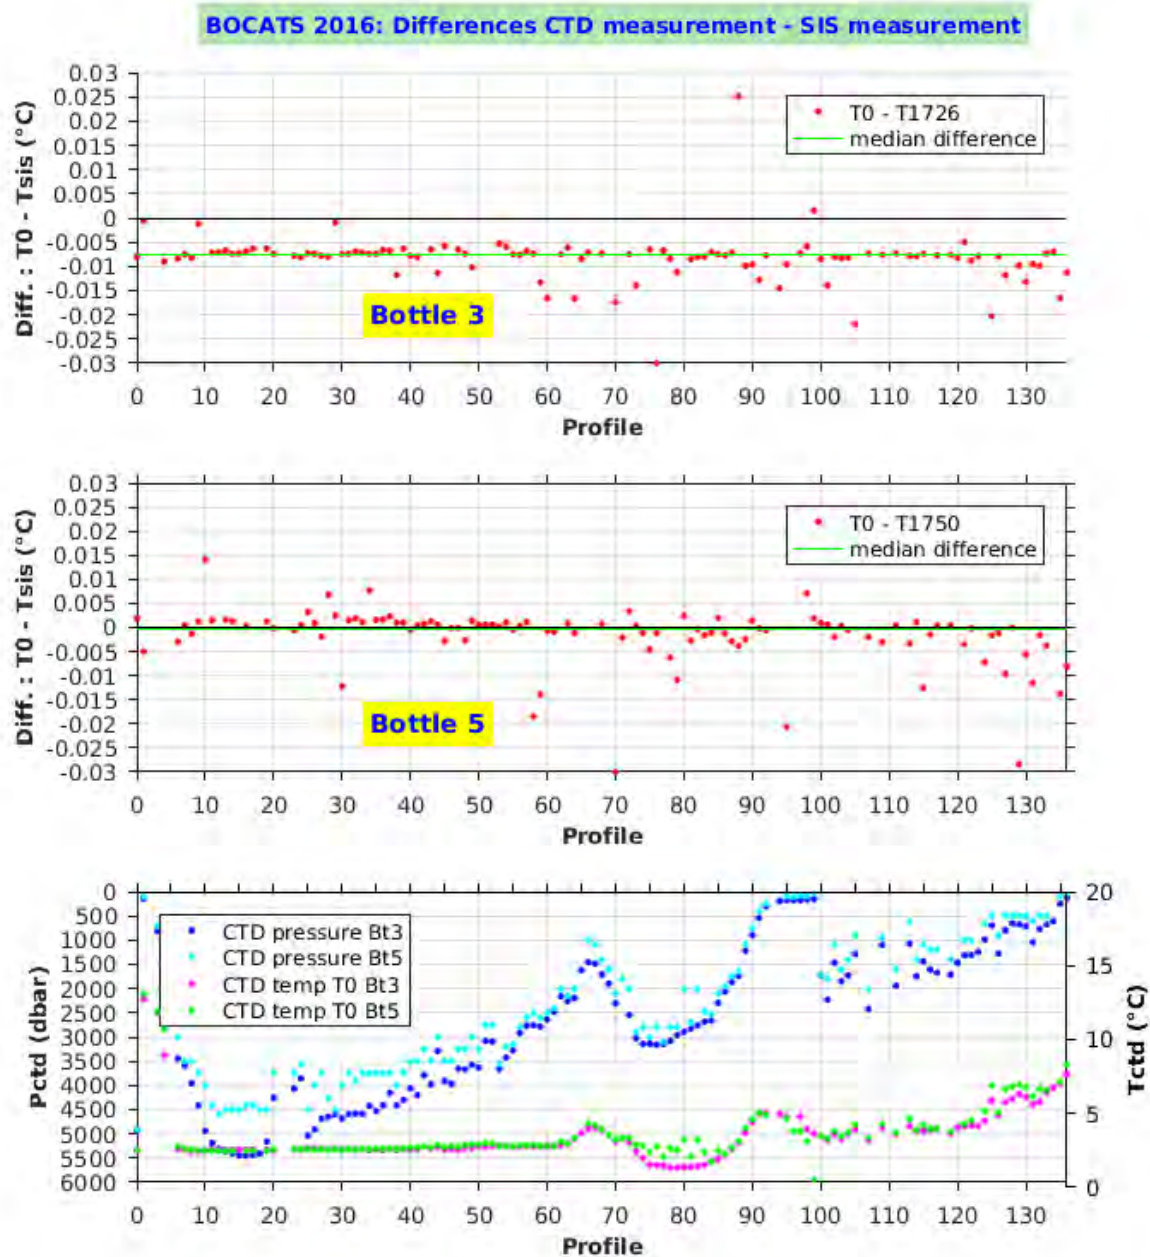 BOCATS 2016: Differences CTD measurement - SIS measurement
Diff. : T0 - Tsis (°C)
0.03
0.025
0.02
0.015
0.01
0.005
0
-0.005
-0.01
-0.015
-0.02
-0.025
-0.03
T0 - T1726
median difference
Bottle 3
0 10 20 30 40 50 60 70 80 90 100 110 120 130
Profile
Diff. : T0 - Tsis (°C)
0.03
0.025
0.02
0.015
0.01
0.005
0
-0.005
-0.01
-0.015
-0.02
-0.025
-0.03
T0 - T1750
median difference
Bottle 5
0 10 20 30 40 50 60 70 80 90 100 110 120 130
Profile
Pctd (dbar)
0
500
1000
1500
2000
2500
3000
3500
4000
4500
5000
5500
6000
CTD pressure Bt3
CTD pressure Bt5
CTD temp T0 Bt3
CTD temp T0 Bt5
20
15
10
5
0
Tctd (°C)
0 10 20 30 40 50 60 70 80 90 100 110 120 130
Profile